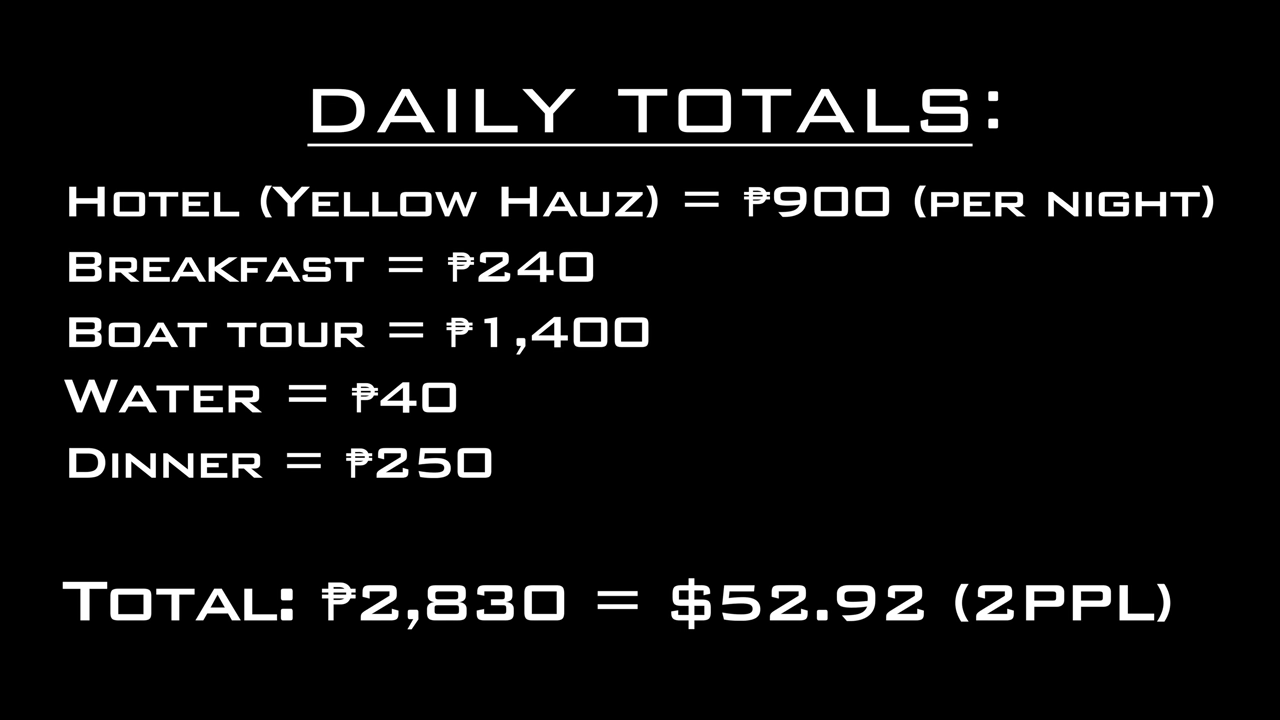 DAILY TOTALS:
HOTEL (YELLOW HAUZ) = ₱900 (PER NIGHT)
BREAKFAST = ₱240
BOAT TOUR = ₱1,400
WATER = ₱40
DINNER = ₱250
TOTAL: ₱2,830 = $52.92 (2PPL)